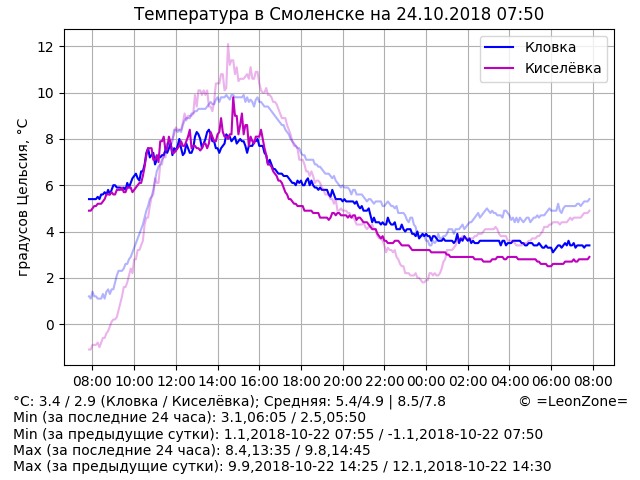 Температура в Смоленске на 24.10.2018 07:50
Кловка
Киселёвка
градусов Цельсия, °C
12
10
8
6
4
2
0
08:00 10:00 12:00 14:00 16:00 18:00 20:00 22:00 00:00 02:00 04:00 06:00 08:00
°C: 3.4 / 2.9 (Кловка / Киселёвка); Средняя: 5.4/4.9 | 8.5/7.8 © =LeonZone=
Min (за последние 24 часа): 3.1,06:05 / 2.5,05:50
Min (за предыдущие сутки): 1.1,2018-10-22 07:55 / -1.1,2018-10-22 07:50
Max (за последние 24 часа): 8.4,13:35 / 9.8,14:45
Max (за предыдущие сутки): 9.9,2018-10-22 14:25 / 12.1,2018-10-22 14:30